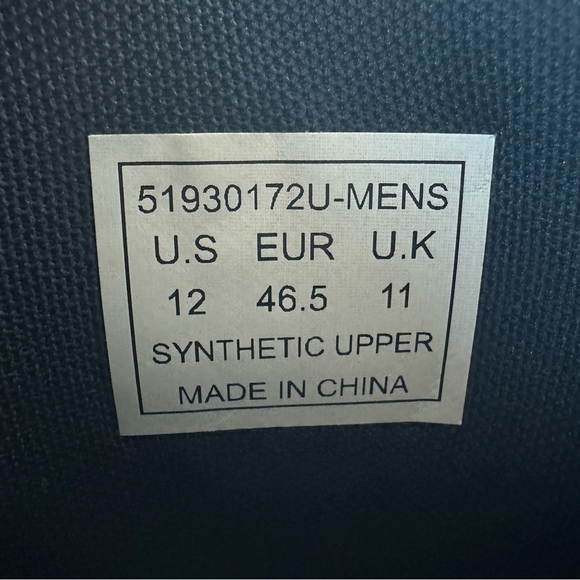 51930172U-MENS
U.S EUR U.K
12 46.5 11
SYNTHETIC UPPER
MADE IN CHINA